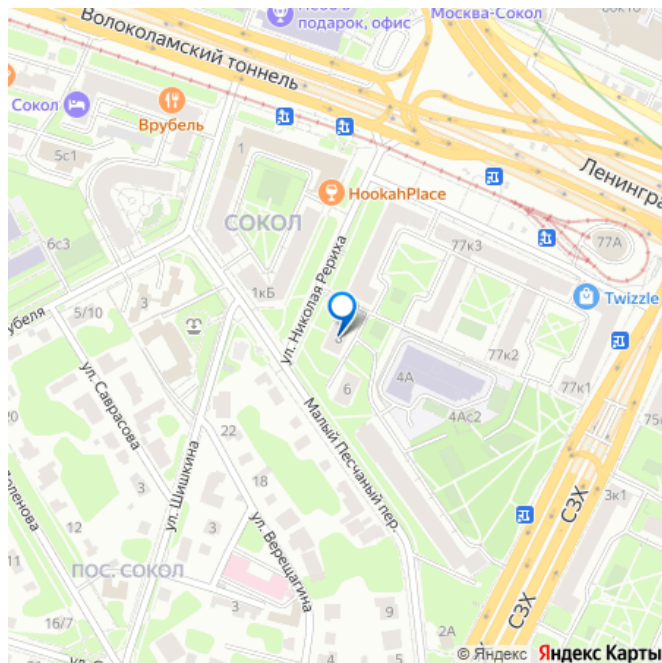 подарок, офис
Москва-Сокол
Волоколамский тоннель
Сокол
Врубель
5с1
1
HookahPlace
Ленингра
СОКОЛ
77к3
77А
6с3
ул. Николая Рериха
1кБ
Twizzle
убеля
5/10
3
77к2
4А
77к1
6
4Ас2
ул. Саврасова
75
20
22
Малый Песчаный пер.
ул. Шишкина
18
3
3
3к1
СЗХ
оленова
12
ул. Верещагина
ПОС. СОКОЛ
3
9
СЗХ
16/7
3
2А
© Яндекс Яндекс Карты